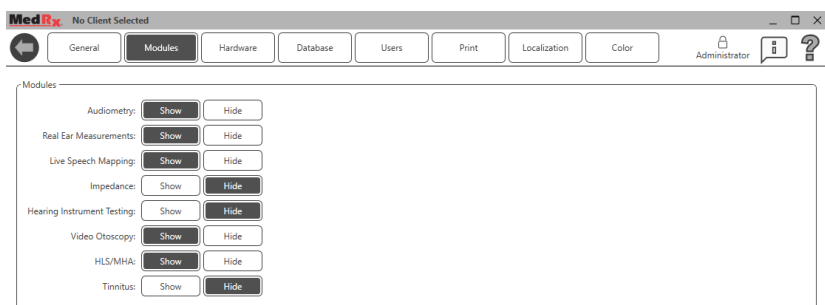 MedRx No Client Selected
General Modules Hardware Database Users Print Localization Color Administrator
Modules
Audiometry: Show Hide
Real Ear Measurements: Show Hide
Live Speech Mapping: Show Hide
Impedance: Show Hide
Hearing Instrument Testing: Show Hide
Video Otoscopy: Show Hide
HLS/MHA: Show Hide
Tinnitus: Show Hide